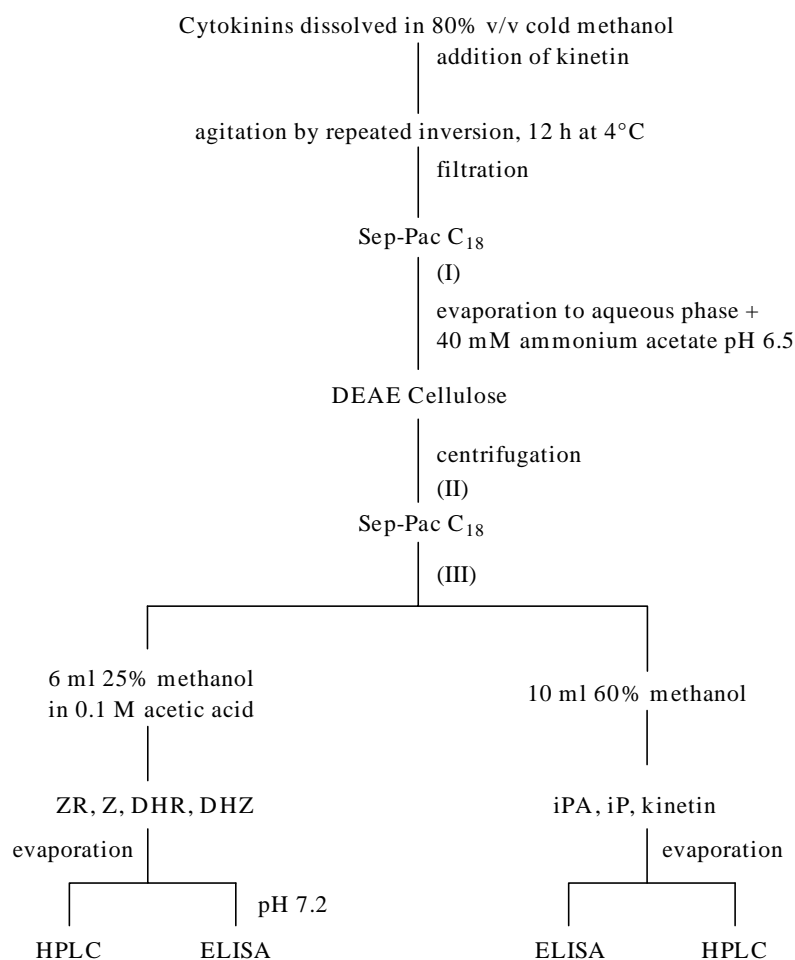 Cytokinins dissolved in 80% v/v cold methanol
addition of kinetin
agitation by repeated inversion, 12 h at 4°C
filtration
Sep-Pac C₁₈
(I)
evaporation to aqueous phase +
40 mM ammonium acetate pH 6.5
DEAE Cellulose
centrifugation
(II)
Sep-Pac C₁₈
(III)
6 ml 25% methanol
in 0.1 M acetic acid
10 ml 60% methanol
ZR, Z, DHR, DHZ
iPA, iP, kinetin
evaporation
evaporation
pH 7.2
HPLC
ELISA
ELISA
HPLC